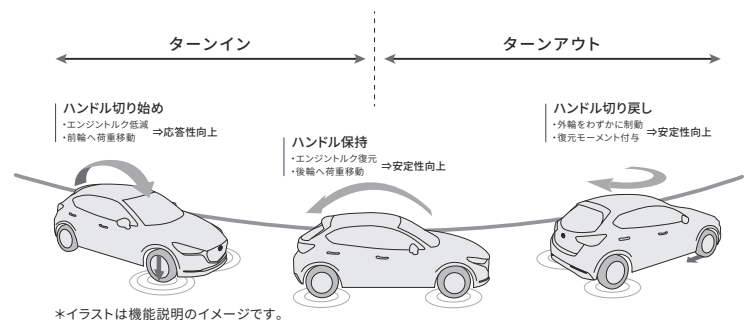 ターンイン
ターンアウト
ハンドル切り始め
・エンジントルク低減
・前輪へ荷重移動
⇒応答性向上
ハンドル保持
・エンジントルク復元
・後輪へ荷重移動
⇒安定性向上
ハンドル切り戻し
・外輪をわずかに制動
・復元モーメント付与
⇒安定性向上
＊イラストは機能説明のイメージです。